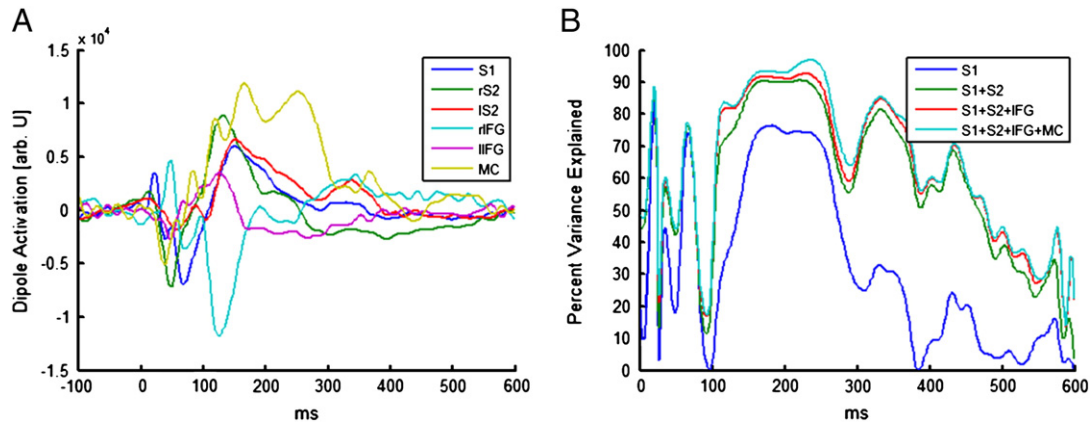 A
x 10⁴
1.5
1
0.5
0
-0.5
-1
-1.5
Dipole Activation [arb. U]
-100
0
100
200
300
400
500
600
ms
S1
rS2
lS2
rIFG
lIFG
MC
B
100
90
80
70
60
50
40
30
20
10
0
Percent Variance Explained
0
100
200
300
400
500
600
ms
S1
S1+S2
S1+S2+IFG
S1+S2+IFG+MC